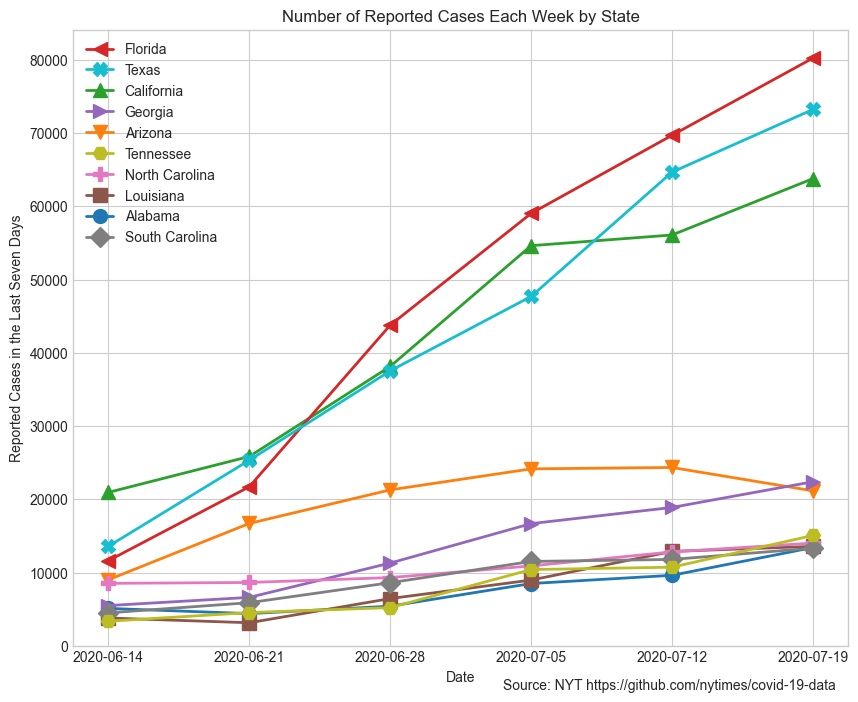 Number of Reported Cases Each Week by State
Florida
Texas
California
Georgia
Arizona
Tennessee
North Carolina
Louisiana
Alabama
South Carolina
Reported Cases in the Last Seven Days
80000
70000
60000
50000
40000
30000
20000
10000
0
2020-06-14 2020-06-21 2020-06-28 2020-07-05 2020-07-12 2020-07-19
Date
Source: NYT https://github.com/nytimes/covid-19-data